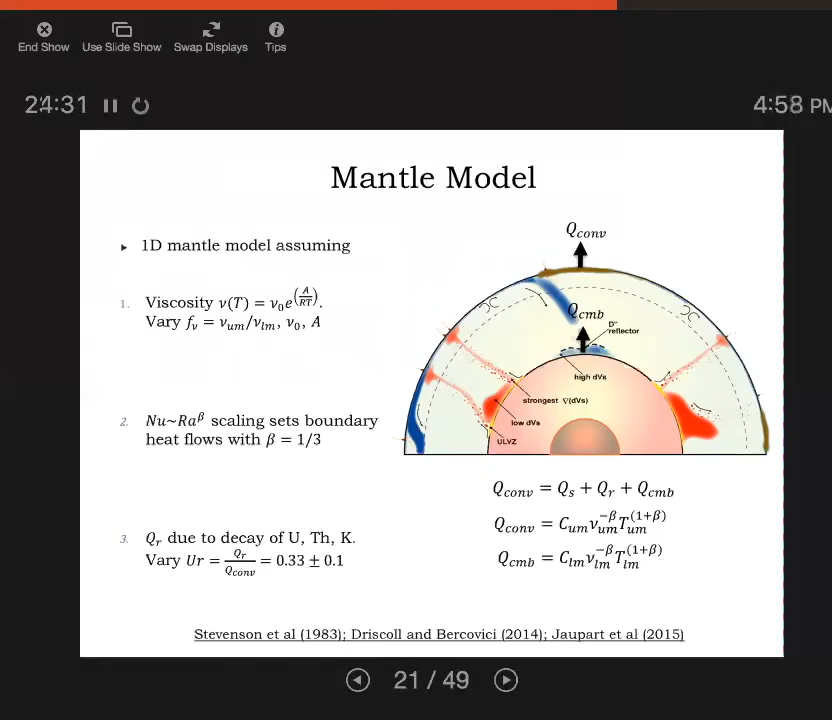 End Show Use Slide Show Swap Displays Tips
24:31 4:58 PM
Mantle Model
▸ 1D mantle model assuming
1. Viscosity ν(T) = ν₀e^(A/RT).
Vary fᵥ = ν_um/ν_lm, ν₀, A
2. Nu~Ra^β scaling sets boundary
heat flows with β = 1/3
3. Q_r due to decay of U, Th, K.
Vary Ur = Q_r/Q_conv = 0.33 ± 0.1
Q_conv
Q_cmb
D"
reflector
high dVs
strongest ∇(dVs)
low dVs
ULVZ
Q_conv = Q_s + Q_r + Q_cmb
Q_conv = C_um ν_um^(-β) T_um^(1+β)
Q_cmb = C_lm ν_lm^(-β) T_lm^(1+β)
Stevenson et al (1983); Driscoll and Bercovici (2014); Jaupart et al (2015)
21 / 49